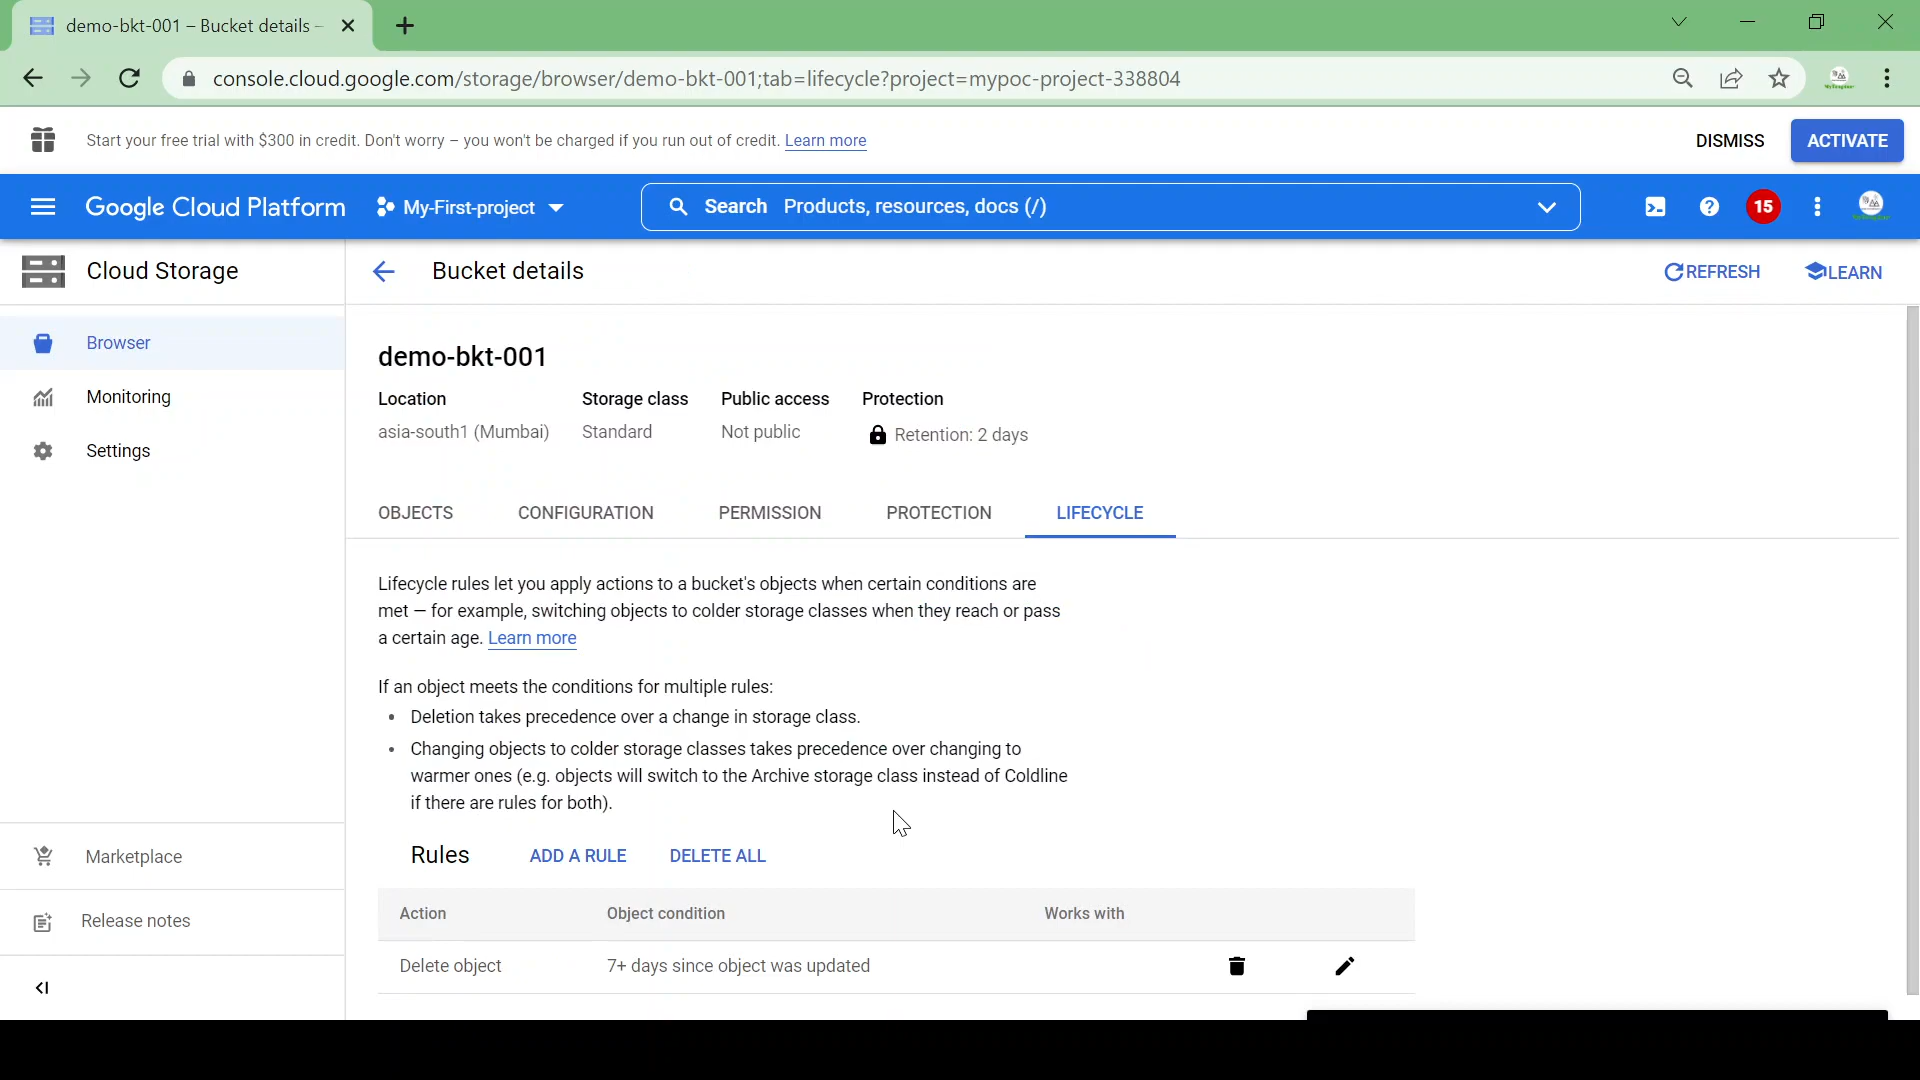 demo-bkt-001 – Bucket details –
console.cloud.google.com/storage/browser/demo-bkt-001;tab=lifecycle?project=mypoc-project-338804
Start your free trial with $300 in credit. Don't worry – you won't be charged if you run out of credit. Learn more
DISMISS
ACTIVATE
Google Cloud Platform
My-First-project
Search Products, resources, docs (/)
15
Cloud Storage
Bucket details
REFRESH
LEARN
Browser
Monitoring
Settings
Marketplace
Release notes
demo-bkt-001
Location Storage class Public access Protection
asia-south1 (Mumbai) Standard Not public Retention: 2 days
OBJECTS CONFIGURATION PERMISSION PROTECTION LIFECYCLE
Lifecycle rules let you apply actions to a bucket's objects when certain conditions are
met — for example, switching objects to colder storage classes when they reach or pass
a certain age. Learn more
If an object meets the conditions for multiple rules:
• Deletion takes precedence over a change in storage class.
• Changing objects to colder storage classes takes precedence over changing to
warmer ones (e.g. objects will switch to the Archive storage class instead of Coldline
if there are rules for both).
Rules ADD A RULE DELETE ALL
Action Object condition Works with
Delete object 7+ days since object was updated